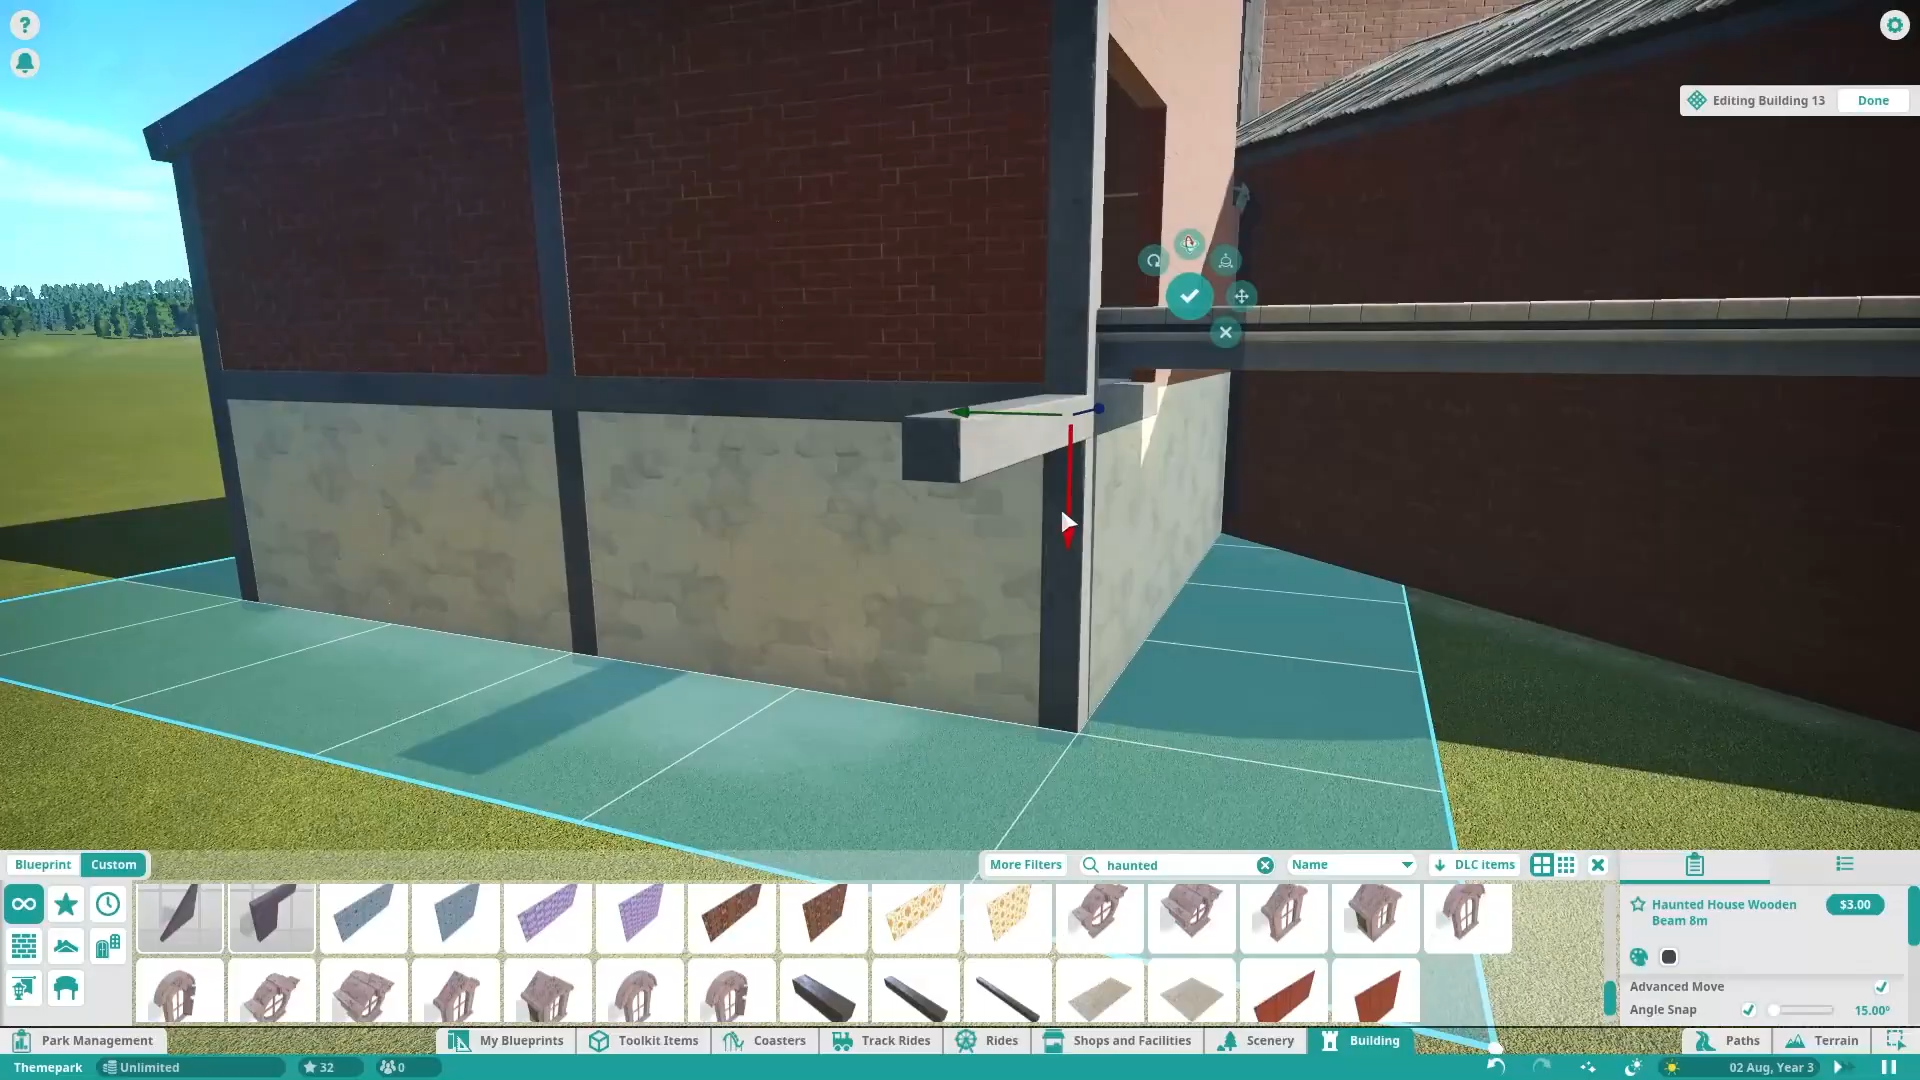 ?
Editing Building 13 Done
Blueprint Custom
More Filters haunted Name DLC items
Haunted House Wooden Beam 8m $3.00
Advanced Move
Angle Snap 15.00°
Park Management My Blueprints Toolkit Items Coasters Track Rides Rides Shops and Facilities Scenery Building Paths Terrain
Themepark Unlimited 32 0 02 Aug, Year 3